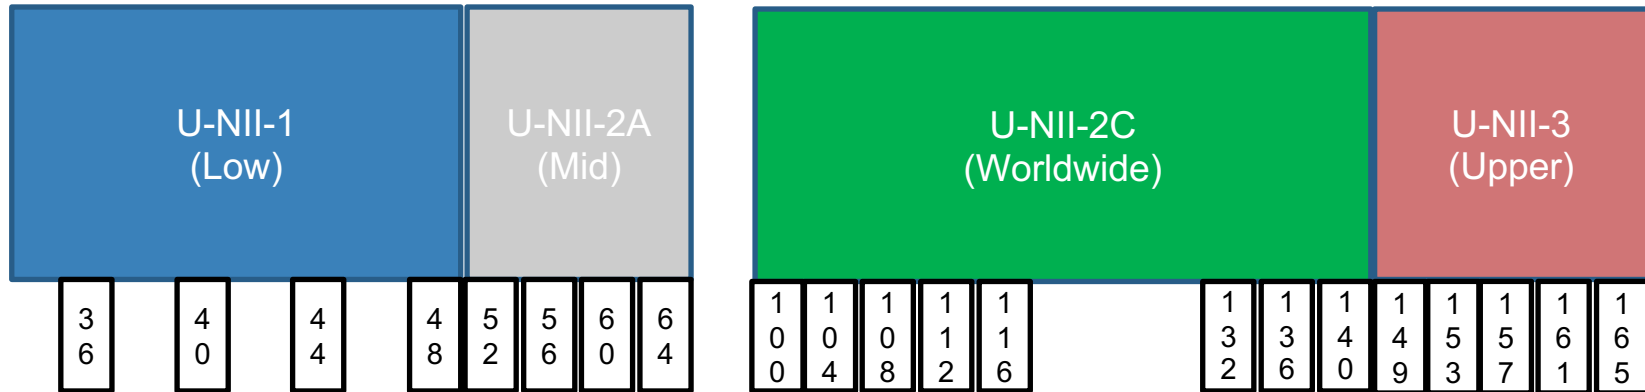 U-NII-1
(Low)
U-NII-2A
(Mid)
U-NII-2C
(Worldwide)
U-NII-3
(Upper)
36
40
44
48
52
56
60
64
100
104
108
112
116
132
136
140
149
153
157
161
165